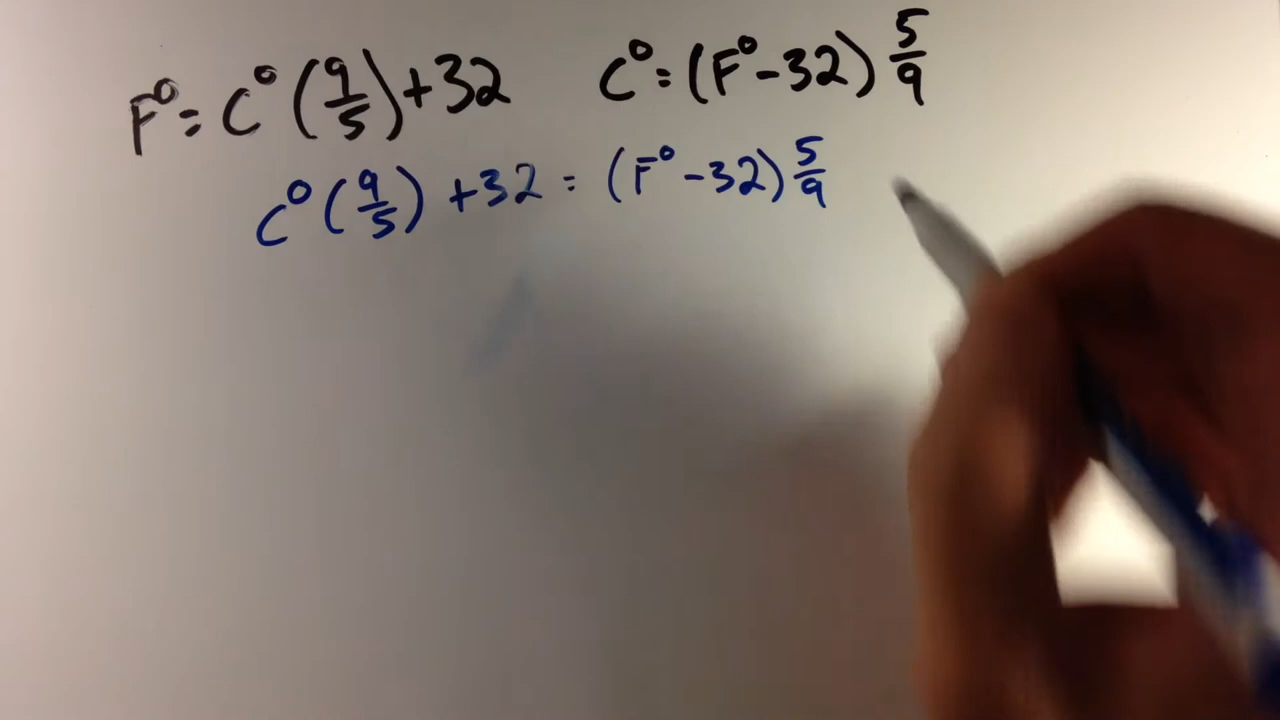 F° = C° (9/5) + 32 C° = (F° - 32) 5/9
C° (9/5) + 32 = (F° - 32) 5/9